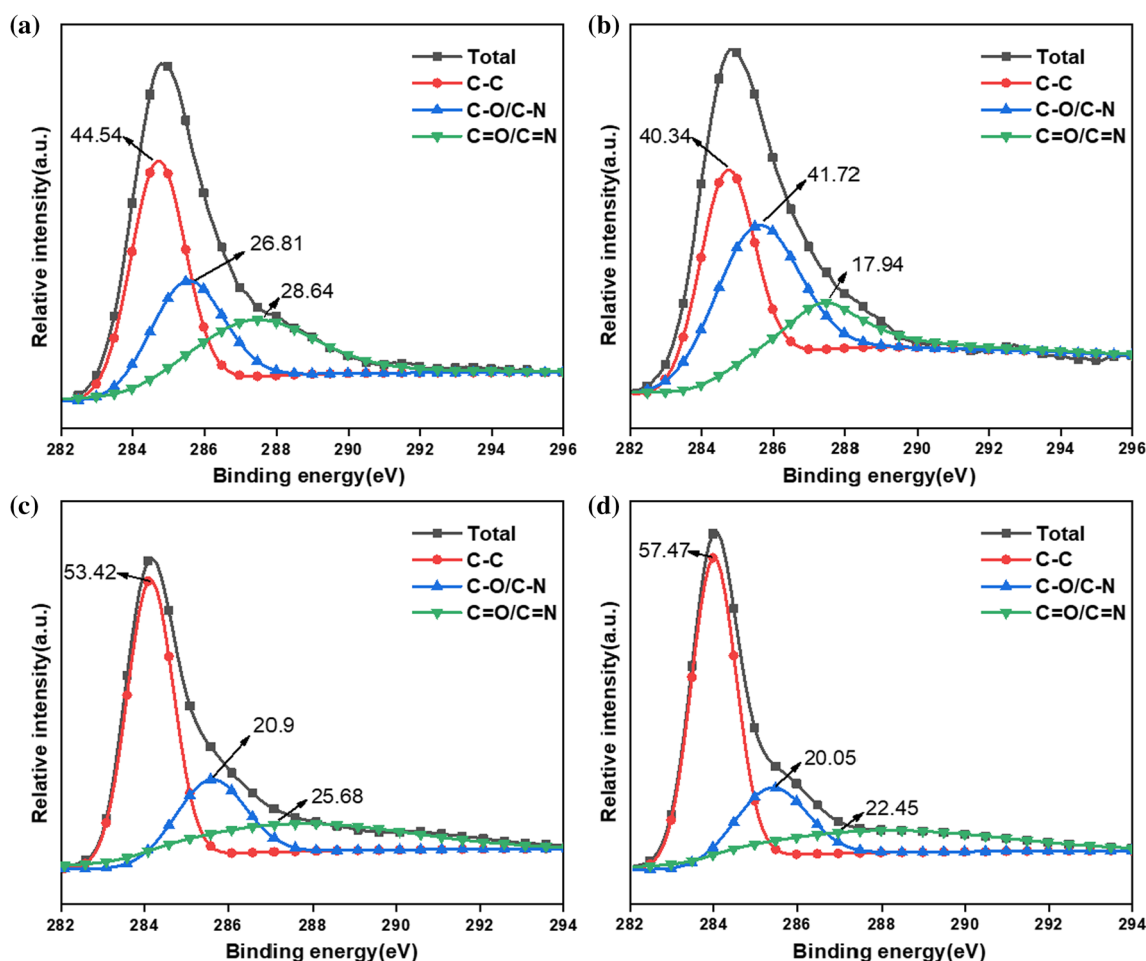 (a)
Total
C-C
C-O/C-N
C=O/C=N
44.54
26.81
28.64
Relative intensity(a.u.)
282 284 286 288 290 292 294 296
Binding energy(eV)
(b)
Total
C-C
C-O/C-N
C=O/C=N
40.34
41.72
17.94
Relative intensity(a.u.)
282 284 286 288 290 292 294 296
Binding energy(eV)
(c)
Total
C-C
C-O/C-N
C=O/C=N
53.42
20.9
25.68
Relative intensity(a.u.)
282 284 286 288 290 292 294
Binding energy(eV)
(d)
Total
C-C
C-O/C-N
C=O/C=N
57.47
20.05
22.45
Relative intensity(a.u.)
282 284 286 288 290 292 294
Binding energy(eV)